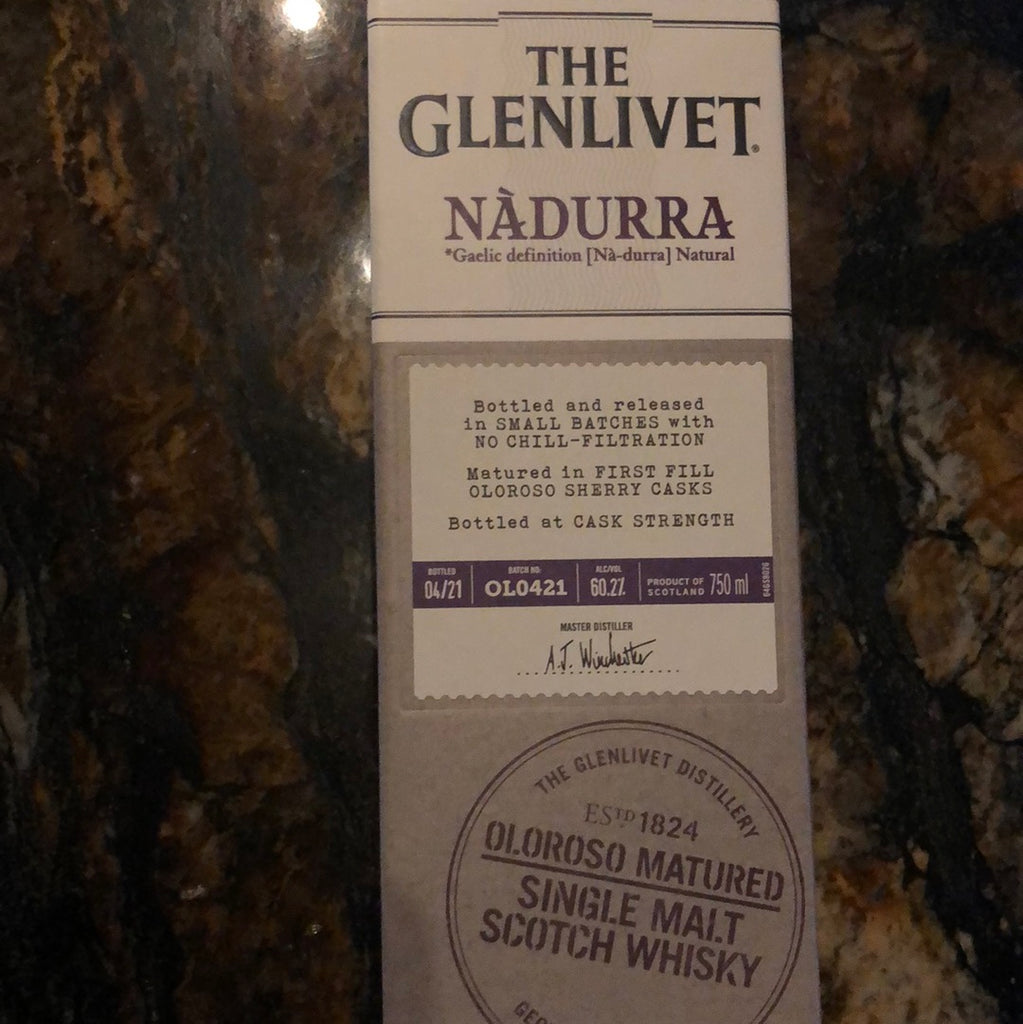 THE
GLENLIVET®
NÀDURRA
*Gaelic definition [Nà-durra] Natural
Bottled and released
in SMALL BATCHES with
NO CHILL-FILTRATION
Matured in FIRST FILL
OLOROSO SHERRY CASKS
Bottled at CASK STRENGTH
BOTTLED
04/21
BATCH NO:
OL0421
ALC/VOL
60.2%
PRODUCT OF
SCOTLAND
750 ml
MASTER DISTILLER
A.J. Winchester
THE GLENLIVET DISTILLERY
ESTD 1824
OLOROSO MATURED
SINGLE MALT
SCOTCH WHISKY